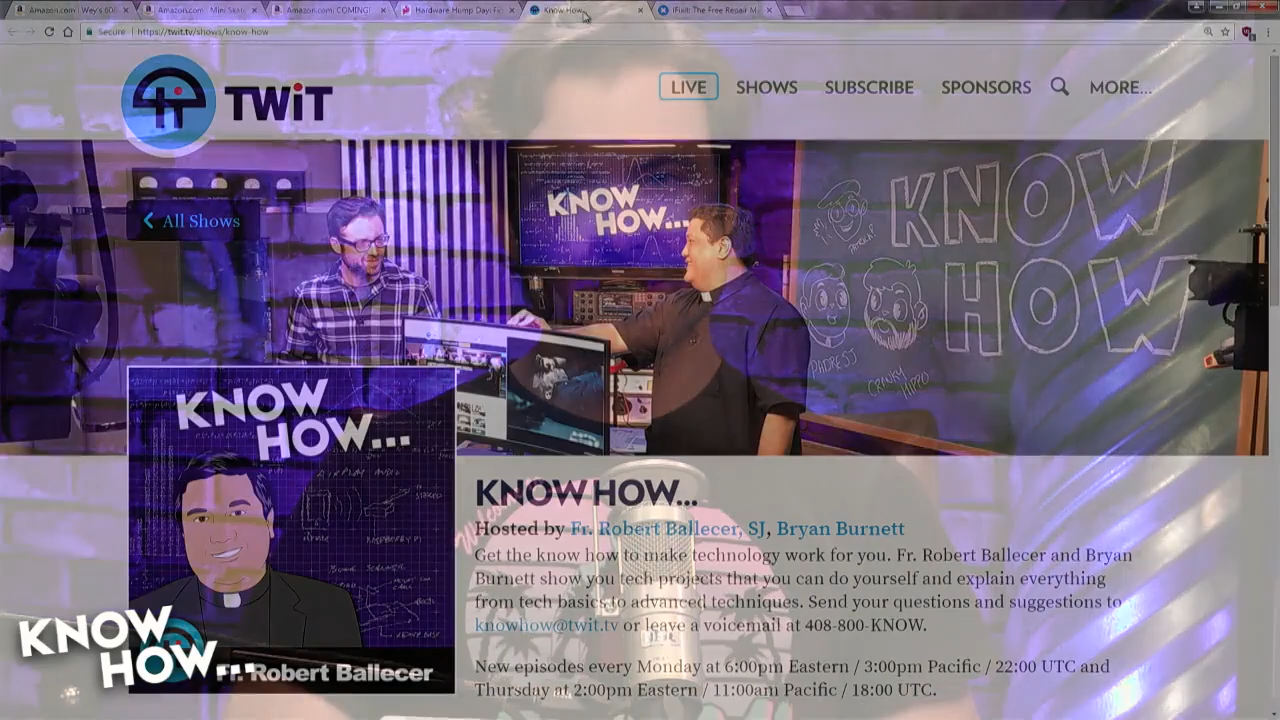 Amazon.com: Wey's 60
Amazon.com: Mini Sk
Amazon.com: COMING!
Hardware Hump Day: F
Know How...
iFixit: The Free Repair M
Secure
https://twit.tv/shows/know-how
TWiT
LIVE
SHOWS
SUBSCRIBE
SPONSORS
MORE...
All Shows
KNOW
HOW...
KNOW
HOW
PADRESJ
CRANKY
HIPPO
KNOW
HOW...
Fr. Robert Ballecer
KNOW HOW...
Hosted by Fr. Robert Ballecer, SJ, Bryan Burnett
Get the know how to make technology work for you. Fr. Robert Ballecer and Bryan
Burnett show you tech projects that you can do yourself and explain everything
from tech basics to advanced techniques. Send your questions and suggestions to
knowhow@twit.tv or leave a voicemail at 408-800-KNOW.
New episodes every Monday at 6:00pm Eastern / 3:00pm Pacific / 22:00 UTC and
Thursday at 2:00pm Eastern / 11:00am Pacific / 18:00 UTC.
KNOW
HOW...